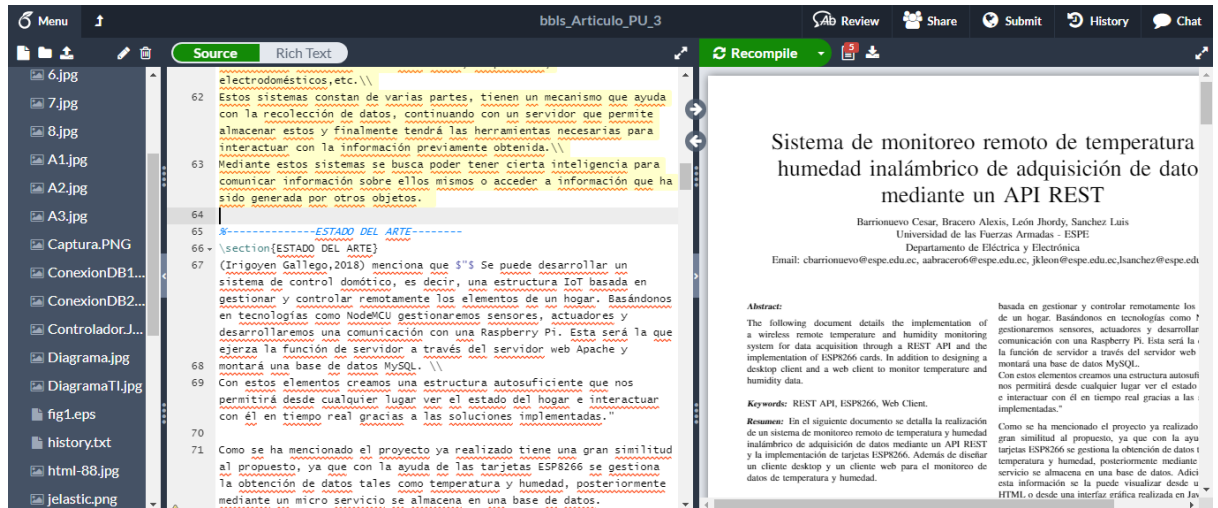 Menu
bbls_Articulo_PU_3
Review
Share
Submit
History
Chat
Source
Rich Text
Recompile
5
6.jpg
7.jpg
8.jpg
A1.jpg
A2.jpg
A3.jpg
Captura.PNG
ConexionDB1...
ConexionDB2...
Controlador.J...
Diagrama.jpg
DiagramaTI.jpg
fig1.eps
history.txt
html-88.jpg
jelastic.png
electrodomésticos,etc.\\
62 Estos sistemas constan de varias partes, tienen un mecanismo que ayuda
con la recolección de datos, continuando con un servidor que permite
almacenar estos y finalmente tendrá las herramientas necesarias para
interactuar con la información previamente obtenida.\\
63 Mediante estos sistemas se busca poder tener cierta inteligencia para
comunicar información sobre ellos mismos o acceder a información que ha
sido generada por otros objetos.
64
65 %--------------ESTADO DEL ARTE--------
66 \section{ESTADO DEL ARTE}
67 (Irigoyen Gallego,2018) menciona que $"$ Se puede desarrollar un
sistema de control domótico, es decir, una estructura IoT basada en
gestionar y controlar remotamente los elementos de un hogar. Basándonos
en tecnologías como NodeMCU gestionaremos sensores, actuadores y
desarrollaremos una comunicación con una Raspberry Pi. Esta será la que
ejerza la función de servidor a través del servidor web Apache y
68 montará una base de datos MySQL. \\
69 Con estos elementos creamos una estructura autosuficiente que nos
permitirá desde cualquier lugar ver el estado del hogar e interactuar
con él en tiempo real gracias a las soluciones implementadas."
70
71 Como se ha mencionado el proyecto ya realizado tiene una gran similitud
al propuesto, ya que con la ayuda de las tarjetas ESP8266 se gestiona
la obtención de datos tales como temperatura y humedad, posteriormente
mediante un micro servicio se almacena en una base de datos.
Sistema de monitoreo remoto de temperatura
humedad inalámbrico de adquisición de dato
mediante un API REST
Barrionuevo Cesar, Bracero Alexis, León Jhordy, Sanchez Luis
Universidad de las Fuerzas Armadas - ESPE
Departamento de Eléctrica y Electrónica
Email: cbarrionuevo@espe.edu.ec, aabracero6@espe.edu.ec, jkleon@espe.edu.ec,lsanchez@espe.edu
Abstract:
The following document details the implementation of
a wireless remote temperature and humidity monitoring
system for data acquisition through a REST API and the
implementation of ESP8266 cards. In addition to designing a
desktop client and a web client to monitor temperature and
humidity data.
Keywords: REST API, ESP8266, Web Client.
Resumen: En el siguiente documento se detalla la realización
de un sistema de monitoreo remoto de temperatura y humedad
inalámbrico de adquisición de datos mediante un API REST
y la implementación de tarjetas ESP8266. Además de diseñar
un cliente desktop y un cliente web para el monitoreo de
datos de temperatura y humedad.
basada en gestionar y controlar remotamente los
de un hogar. Basándonos en tecnologías como
gestionaremos sensores, actuadores y desarrollar
comunicación con una Raspberry Pi. Esta será la
la función de servidor a través del servidor web
montará una base de datos MySQL.
Con estos elementos creamos una estructura autosufi
nos permitirá desde cualquier lugar ver el estado
e interactuar con él en tiempo real gracias a las
implementadas."
Como se ha mencionado el proyecto ya realizado
gran similitud al propuesto, ya que con la ayu
tarjetas ESP8266 se gestiona la obtención de datos
temperatura y humedad, posteriormente mediante
servicio se almacena en una base de datos. Adici
esta información se la puede visualizar desde u
HTML o desde una interfaz gráfica realizada en Jav